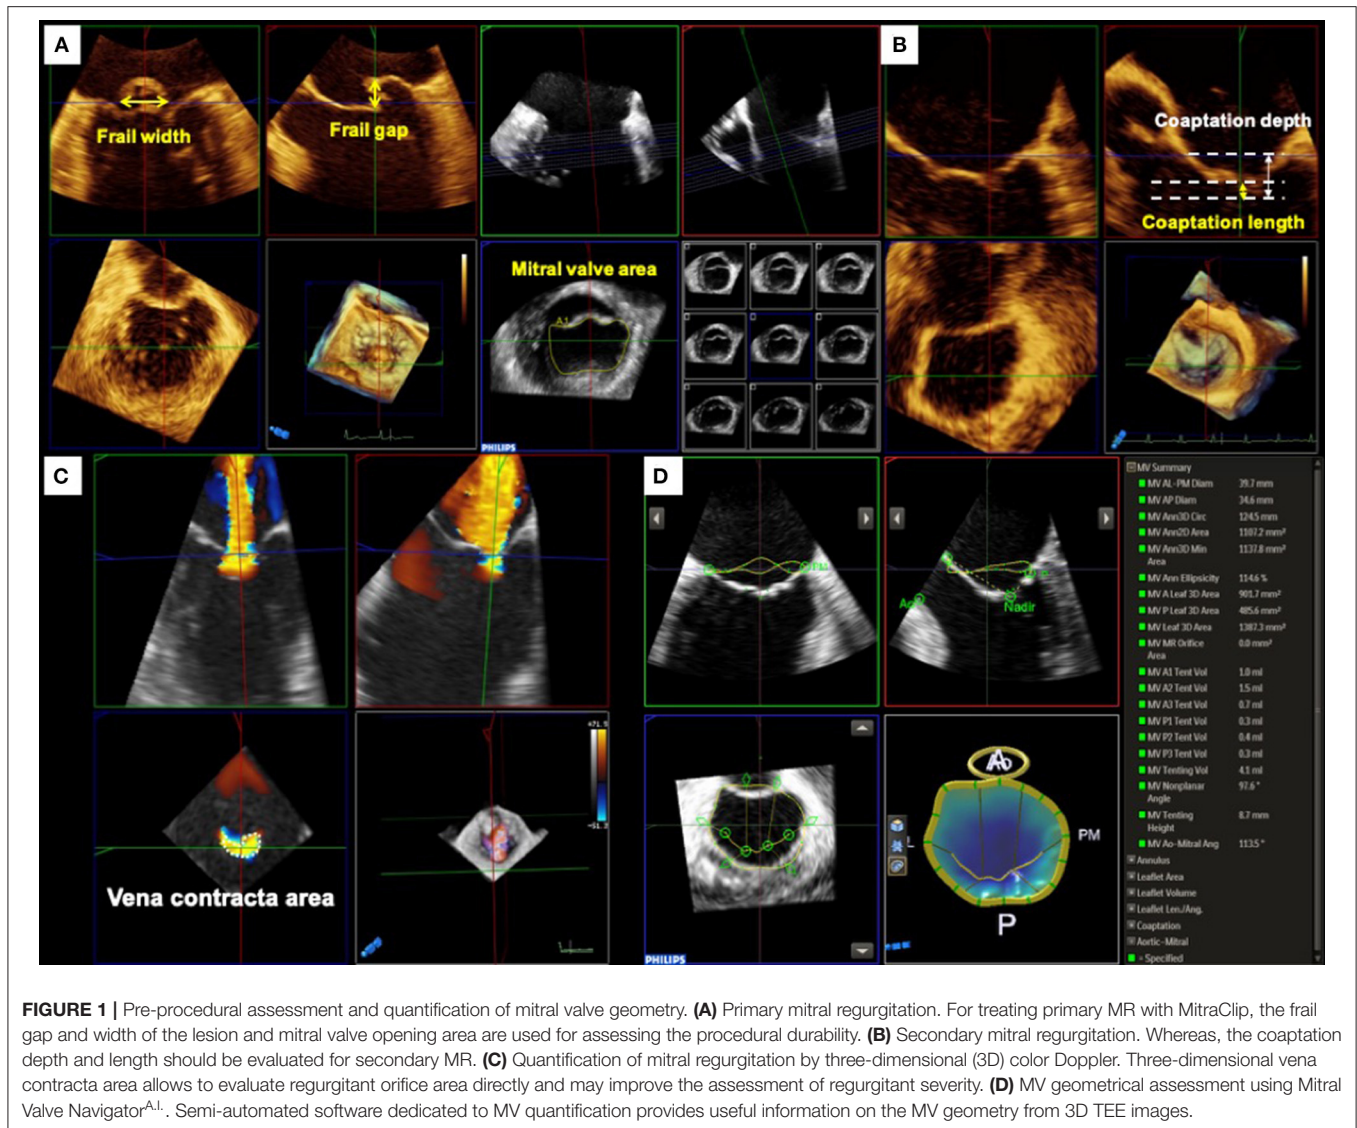 A
Frail width
Frail gap
B
Coaptation depth
Coaptation length
Mitral valve area
A1
PHILIPS
C
Vena contracta area
+71.5
-51.3
D
Nadir
PHILIPS
Ao
L
PM
P
MV Summary
MV AL-PM Diam 39.7 mm
MV AP Diam 34.6 mm
MV Ann3D Circ 124.5 mm
MV Ann2D Area 1107.2 mm²
MV Ann3D Min Area 1137.8 mm²
MV Ann Ellipsicity 114.6 %
MV A Leaf 3D Area 901.7 mm²
MV P Leaf 3D Area 485.6 mm²
MV Leaf 3D Area 1387.3 mm²
MV MR Orifice Area 0.0 mm²
MV A1 Tent Vol 1.0 ml
MV A2 Tent Vol 1.5 ml
MV A3 Tent Vol 0.7 ml
MV P1 Tent Vol 0.3 ml
MV P2 Tent Vol 0.4 ml
MV P3 Tent Vol 0.3 ml
MV Tenting Vol 4.1 ml
MV Nonplanar Angle 97.6 °
MV Tenting Height 8.7 mm
MV Ao-Mitral Ang 113.5 °
Annulus
Leaflet Area
Leaflet Volume
Leaflet Len./Ang.
Coaptation
Aortic-Mitral
= Specified
FIGURE 1 | Pre-procedural assessment and quantification of mitral valve geometry. (A) Primary mitral regurgitation. For treating primary MR with MitraClip, the frail
gap and width of the lesion and mitral valve opening area are used for assessing the procedural durability. (B) Secondary mitral regurgitation. Whereas, the coaptation
depth and length should be evaluated for secondary MR. (C) Quantification of mitral regurgitation by three-dimensional (3D) color Doppler. Three-dimensional vena
contracta area allows to evaluate regurgitant orifice area directly and may improve the assessment of regurgitant severity. (D) MV geometrical assessment using Mitral
Valve Navigator^A.I.. Semi-automated software dedicated to MV quantification provides useful information on the MV geometry from 3D TEE images.